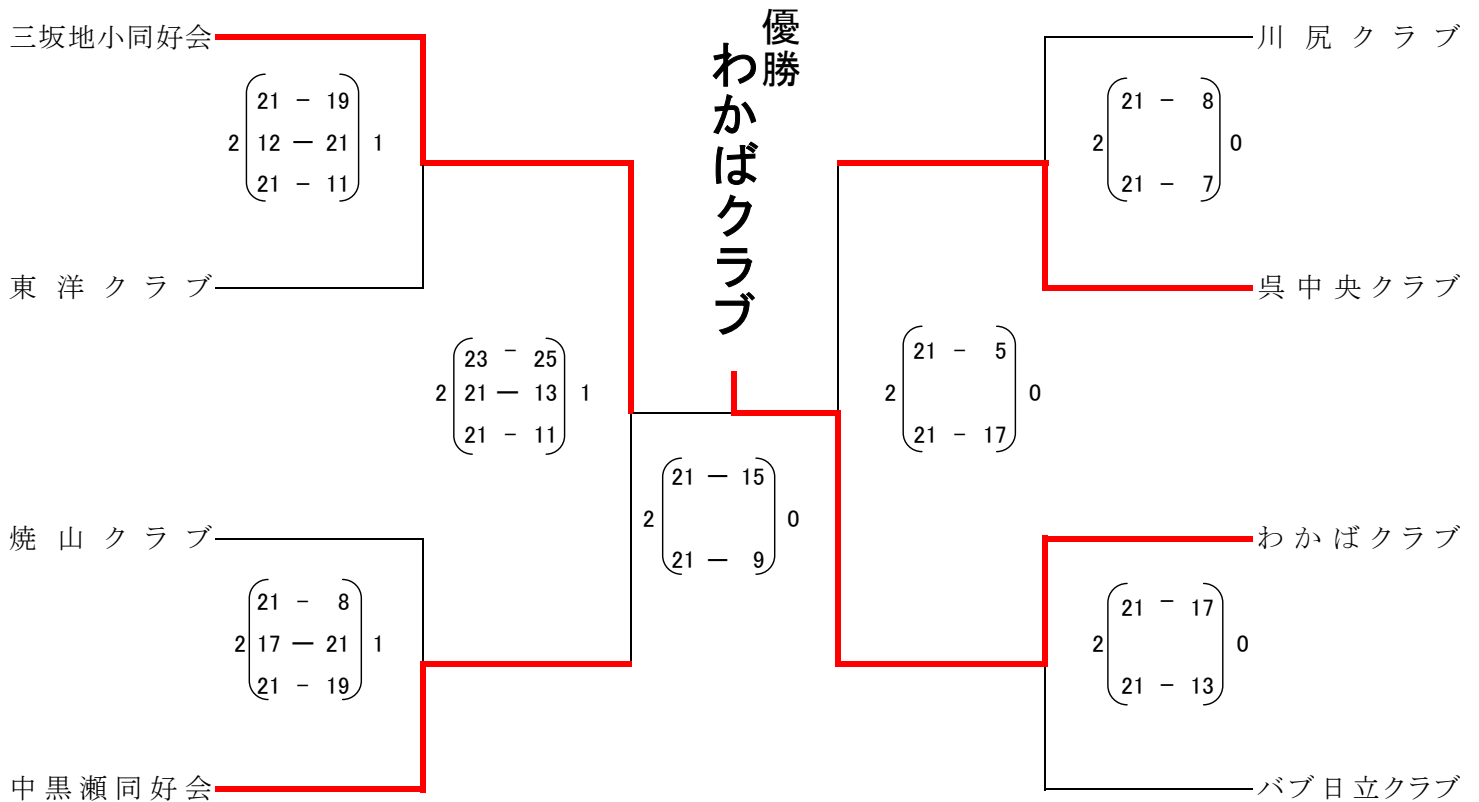 優勝
わかばクラブ
三坂地小同好会
21 - 19
2 12 - 21 1
21 - 11
東洋クラブ
23 - 25
2 21 - 13 1
21 - 11
焼山クラブ
21 - 8
2 17 - 21 1
21 - 19
中黒瀬同好会
21 - 15
2 0
21 - 9
川尻クラブ
21 - 8
2 0
21 - 7
呉中央クラブ
21 - 5
2 0
21 - 17
わかばクラブ
21 - 17
2 0
21 - 13
バブ日立クラブ